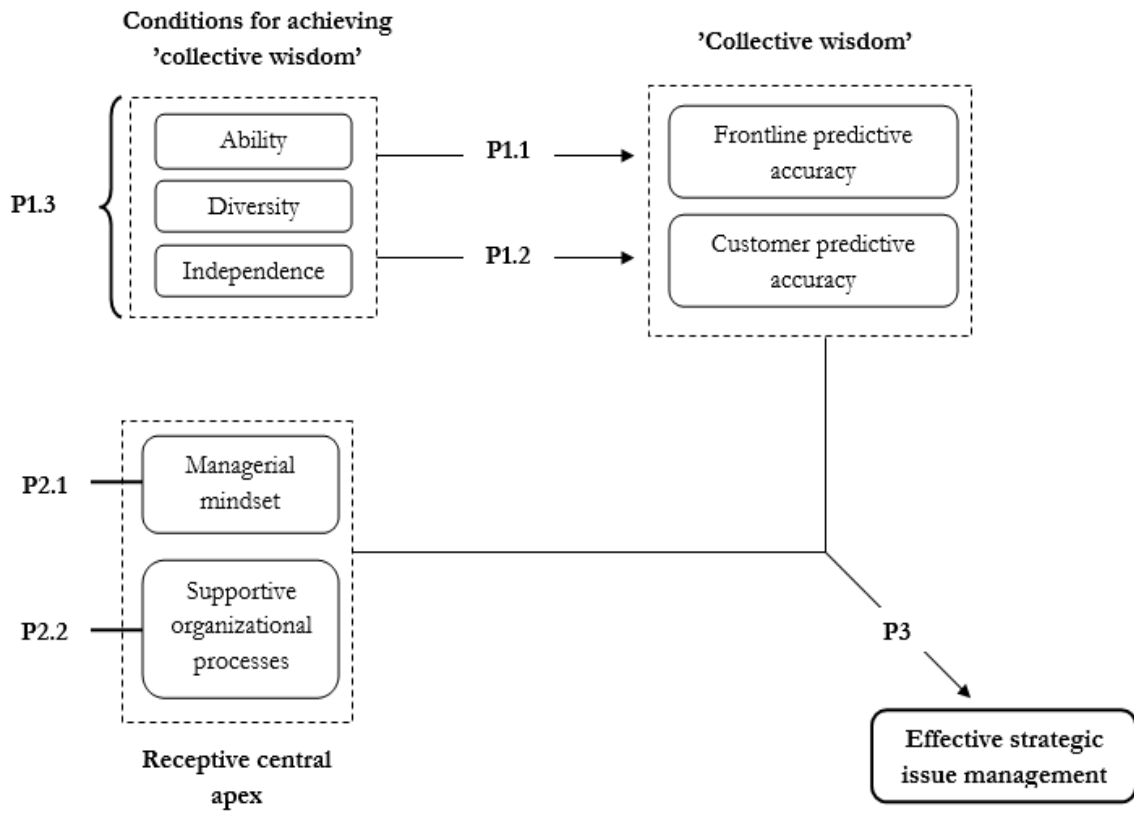 Conditions for achieving
’collective wisdom’
’Collective wisdom’
Ability
Diversity
Independence
P1.3
P1.1
P1.2
Frontline predictive
accuracy
Customer predictive
accuracy
P2.1
Managerial
mindset
P2.2
Supportive
organizational
processes
Receptive central
apex
P3
Effective strategic
issue management